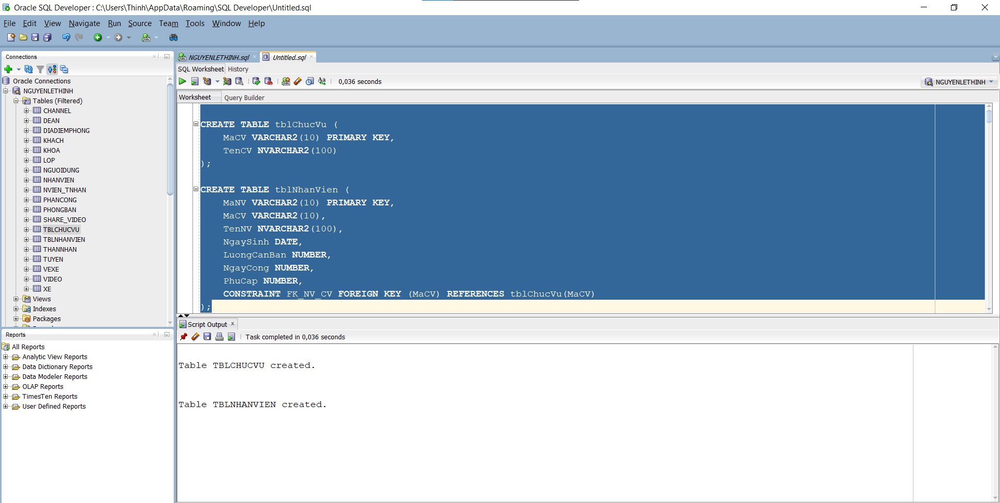 Oracle SQL Developer : C:\Users\Thinh\AppData\Roaming\SQL Developer\Untitled.sql
File Edit View Navigate Run Source Team Tools Window Help
Connections
Oracle Connections
NGUYENLETHINH
Tables (Filtered)
CHANNEL
DEAN
DIADIEMPHONG
KHACH
KHOA
LOP
NGUOIDUNG
NHANVIEN
NVIEN_TNHAN
PHANCONG
PHONGBAN
SHARE_VIDEO
TBLCHUCVU
TBLNHANVIEN
THANNHAN
TUYEN
VEXE
VIDEO
XE
Views
Indexes
Packages
Reports
All Reports
Analytic View Reports
Data Dictionary Reports
Data Modeler Reports
OLAP Reports
TimesTen Reports
User Defined Reports
NGUYENLETHINH.sql Untitled.sql
SQL Worksheet History
0,036 seconds
NGUYENLETHINH
Worksheet Query Builder
CREATE TABLE tblChucVu (
MaCV VARCHAR2(10) PRIMARY KEY,
TenCV NVARCHAR2(100)
);
CREATE TABLE tblNhanVien (
MaNV VARCHAR2(10) PRIMARY KEY,
MaCV VARCHAR2(10),
TenNV NVARCHAR2(100),
NgaySinh DATE,
LuongCanBan NUMBER,
NgayCong NUMBER,
PhuCap NUMBER,
CONSTRAINT FK_NV_CV FOREIGN KEY (MaCV) REFERENCES tblChucVu(MaCV)
);
Script Output
Task completed in 0,036 seconds
Table TBLCHUCVU created.
Table TBLNHANVIEN created.